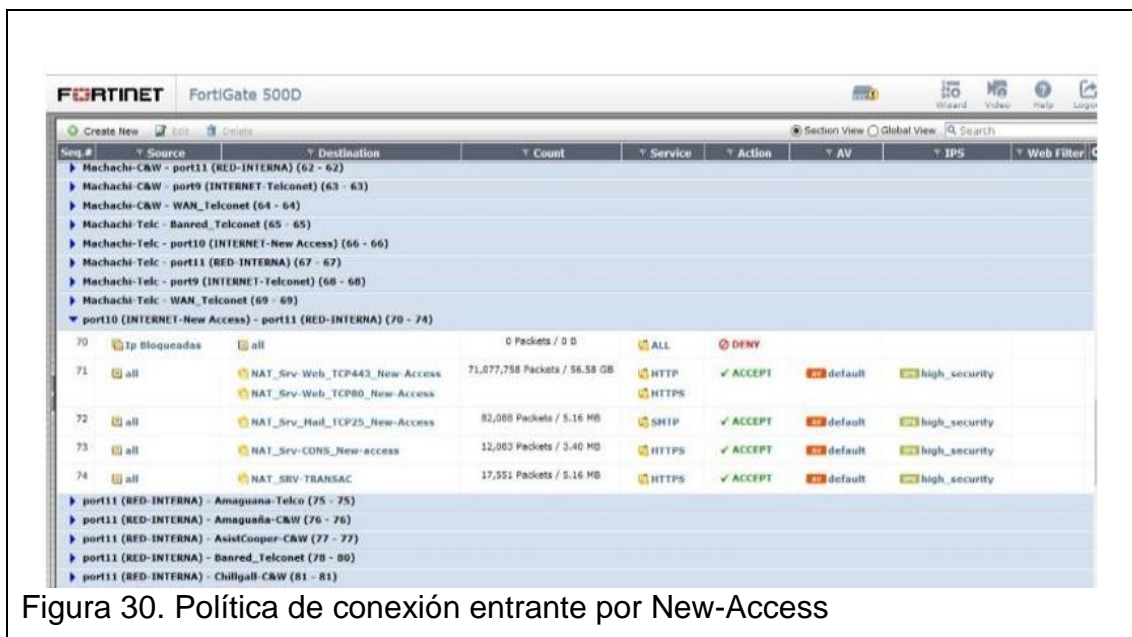 FORTINET FortiGate 500D
Wizard Video Help Logout
Create New Edit Delete Section View Global View Search
Seq.# Source Destination Count Service Action AV IPS Web Filter
Machachi-C&W - port11 (RED-INTERNA) (62 - 62)
Machachi-C&W - port9 (INTERNET-Telconet) (63 - 63)
Machachi-C&W - WAN_Telconet (64 - 64)
Machachi-Telc - Banred_Telconet (65 - 65)
Machachi-Telc - port10 (INTERNET-New Access) (66 - 66)
Machachi-Telc - port11 (RED-INTERNA) (67 - 67)
Machachi-Telc - port9 (INTERNET-Telconet) (68 - 68)
Machachi-Telc - WAN_Telconet (69 - 69)
port10 (INTERNET-New Access) - port11 (RED-INTERNA) (70 - 74)
70 Ip Bloqueadas all 0 Packets / 0 B ALL DENY
71 all NAT_Srv-Web_TCP443_New-Access 71,077,758 Packets / 56.58 GB HTTP ACCEPT AV default IPS high_security
NAT_Srv-Web_TCP80_New-Access HTTPS
72 all NAT_Srv_Mail_TCP25_New-Access 82,088 Packets / 5.16 MB SMTP ACCEPT AV default IPS high_security
73 all NAT_Srv-CONS_New-access 12,083 Packets / 3.40 MB HTTPS ACCEPT AV default IPS high_security
74 all NAT_SRV-TRANSAC 17,551 Packets / 5.16 MB HTTPS ACCEPT AV default IPS high_security
port11 (RED-INTERNA) - Amaguana-Telco (75 - 75)
port11 (RED-INTERNA) - Amaguaña-C&W (76 - 76)
port11 (RED-INTERNA) - AsistCooper-C&W (77 - 77)
port11 (RED-INTERNA) - Banred_Telconet (78 - 80)
port11 (RED-INTERNA) - Chillgall-C&W (81 - 81)
Figura 30. Política de conexión entrante por New-Access